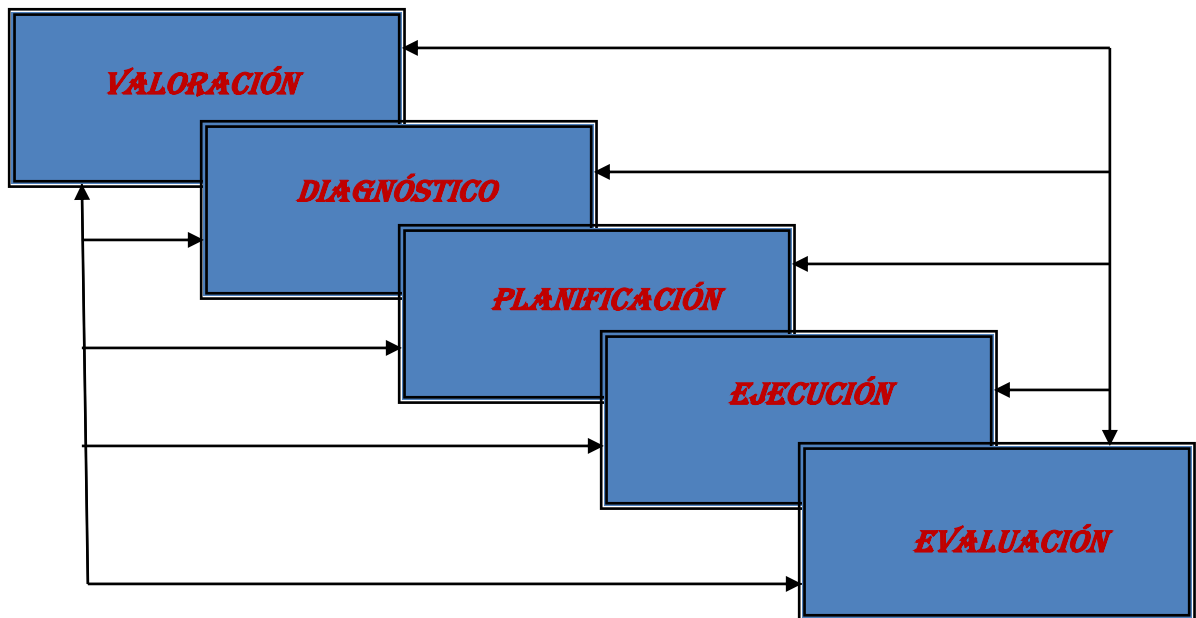 VALORACIÓN
DIAGNÓSTICO
PLANIFICACIÓN
EJECUCIÓN
EVALUACIÓN